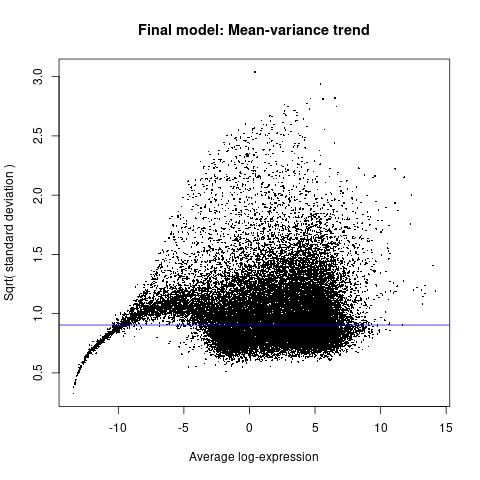 Final model: Mean-variance trend
Sqrt( standard deviation )
3.0
2.5
2.0
1.5
1.0
0.5
-10 -5 0 5 10 15
Average log-expression